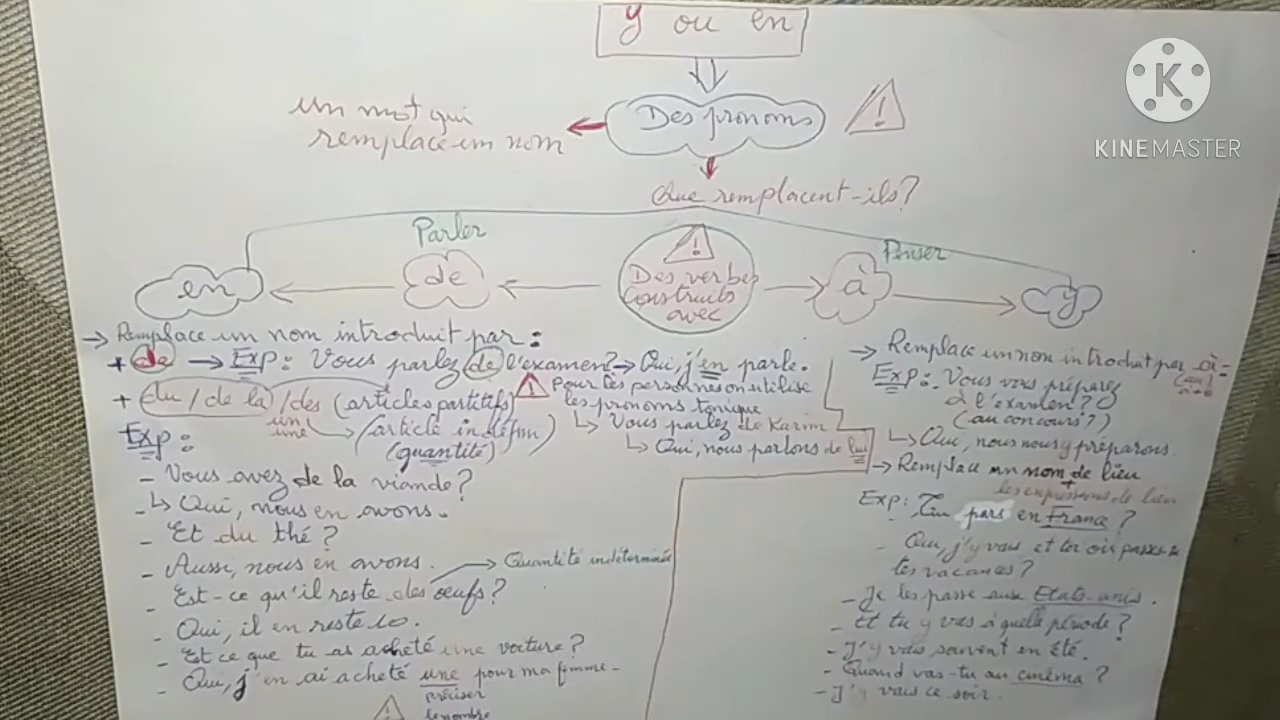 y ou en
Des pronoms
un mot qui
remplace un nom
KINEMASTER
Que remplacent-ils?
Parler
Penser
en
de
Des verbes
construits
avec
à
y
→ Remplace un nom introduit par :
+ de → Exp: Vous parlez de l'examen? → Oui, j'en parle.
+ du / de la / des (articles partitifs)
un
une
(article indéfini)
(quantité)
Pour les personnes on utilise
les pronoms tonique
↳ Vous parlez de Karim
↳ Oui, nous parlons de lui
Exp:
- Vous avez de la viande?
- ↳ Oui, nous en avons.
- Et du thé?
- Aussi, nous en avons.
→ Quantité indéterminée
- Est-ce qu'il reste des oeufs?
- Oui, il en reste
- Est ce que tu as acheté une voiture?
- Oui, j'en ai acheté une pour ma femme.
préciser
le nombre
→ Remplace un nom introduit par à:
(au)
Exp: Vous vous préparez
à l'examen?
(au concours?)
↳ Oui, nous nous y préparons.
→ Remplace un nom de lieu
+
les expressions de lieu
Exp: - Tu pars en France?
- Oui, j'y vais et toi où passes
tes vacances?
- Je les passe aux Etats-unis.
- Et tu y vas à quelle période?
- J'y vais souvent en été.
- Quand vas-tu au cinéma?
- J'y vais ce soir.